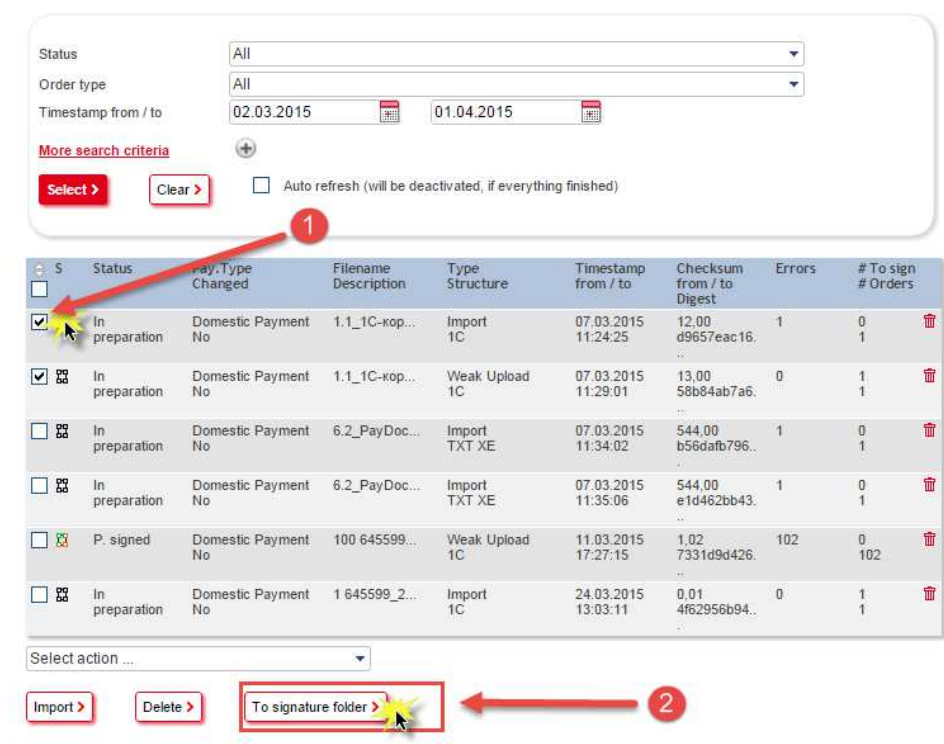 Status All
Order type All
Timestamp from / to 02.03.2015 01.04.2015
More search criteria
Select > Clear > Auto refresh (will be deactivated, if everything finished)
1
S Status Pay.Type Filename Type Timestamp Checksum Errors # To sign
Changed Description Structure from / to from / to # Orders
Digest
In Domestic Payment 1.1_1C-кор... Import 07.03.2015 12,00 1 0
preparation No 1C 11:24:25 d9657eac16. 1
..
In Domestic Payment 1.1_1C-кор... Weak Upload 07.03.2015 13,00 0 1
preparation No 1C 11:29:01 58b84ab7a6. 1
..
In Domestic Payment 6.2_PayDoc... Import 07.03.2015 544,00 1 0
preparation No TXT XE 11:34:02 b56dafb796.. 1
.
In Domestic Payment 6.2_PayDoc... Import 07.03.2015 544,00 1 0
preparation No TXT XE 11:35:06 e1d462bb43. 1
..
P. signed Domestic Payment 100 645599... Weak Upload 11.03.2015 1,02 102 0
No 1C 17:27:15 7331d9d426. 102
..
In Domestic Payment 1 645599_2... Import 24.03.2015 0,01 0 1
preparation No 1C 13:03:11 4f62956b94.. 1
.
Select action ...
Import > Delete > To signature folder > 2